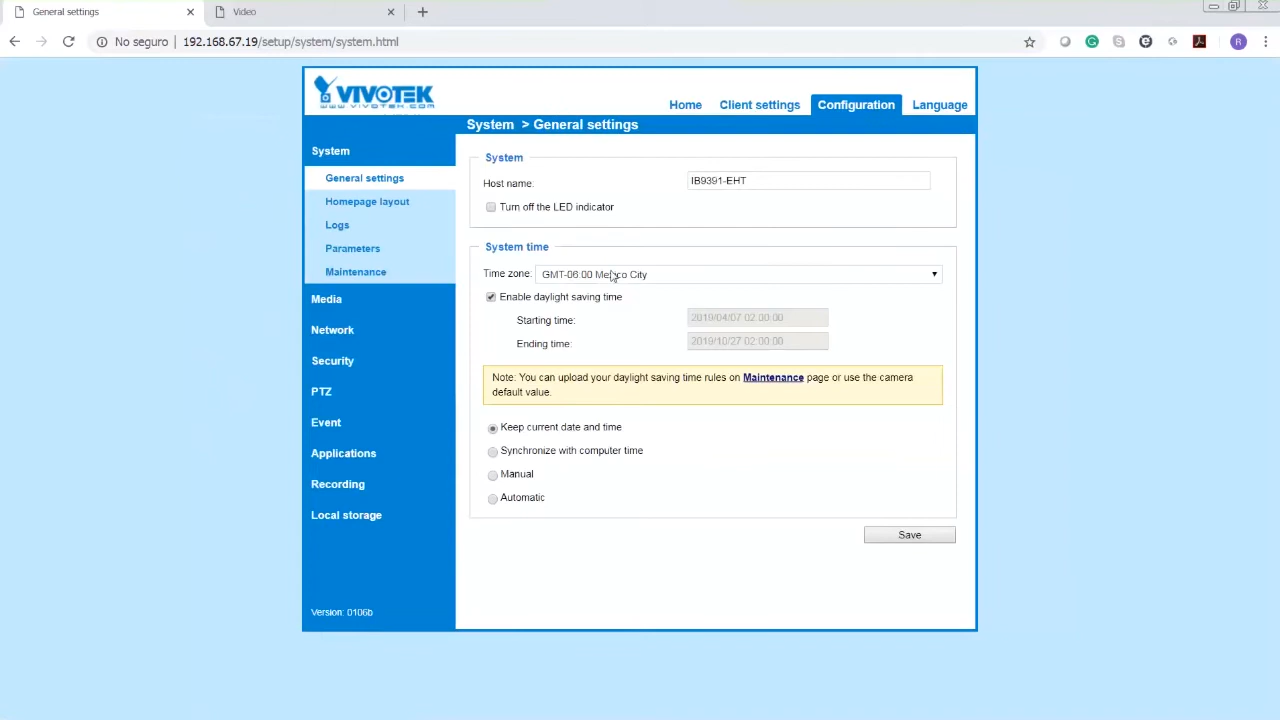 General settings
Video
No seguro
192.168.67.19/setup/system/system.html
R
VIVOTEK
WWW.VIVOTEK.COM
Home
Client settings
Configuration
Language
System > General settings
System
General settings
Homepage layout
Logs
Parameters
Maintenance
Media
Network
Security
PTZ
Event
Applications
Recording
Local storage
Version: 0106b
System
Host name:
IB9391-EHT
Turn off the LED indicator
System time
Time zone:
GMT-06:00 Mexico City
Enable daylight saving time
Starting time:
2019/04/07 02:00:00
Ending time:
2019/10/27 02:00:00
Note: You can upload your daylight saving time rules on Maintenance page or use the camera
default value.
Keep current date and time
Synchronize with computer time
Manual
Automatic
Save